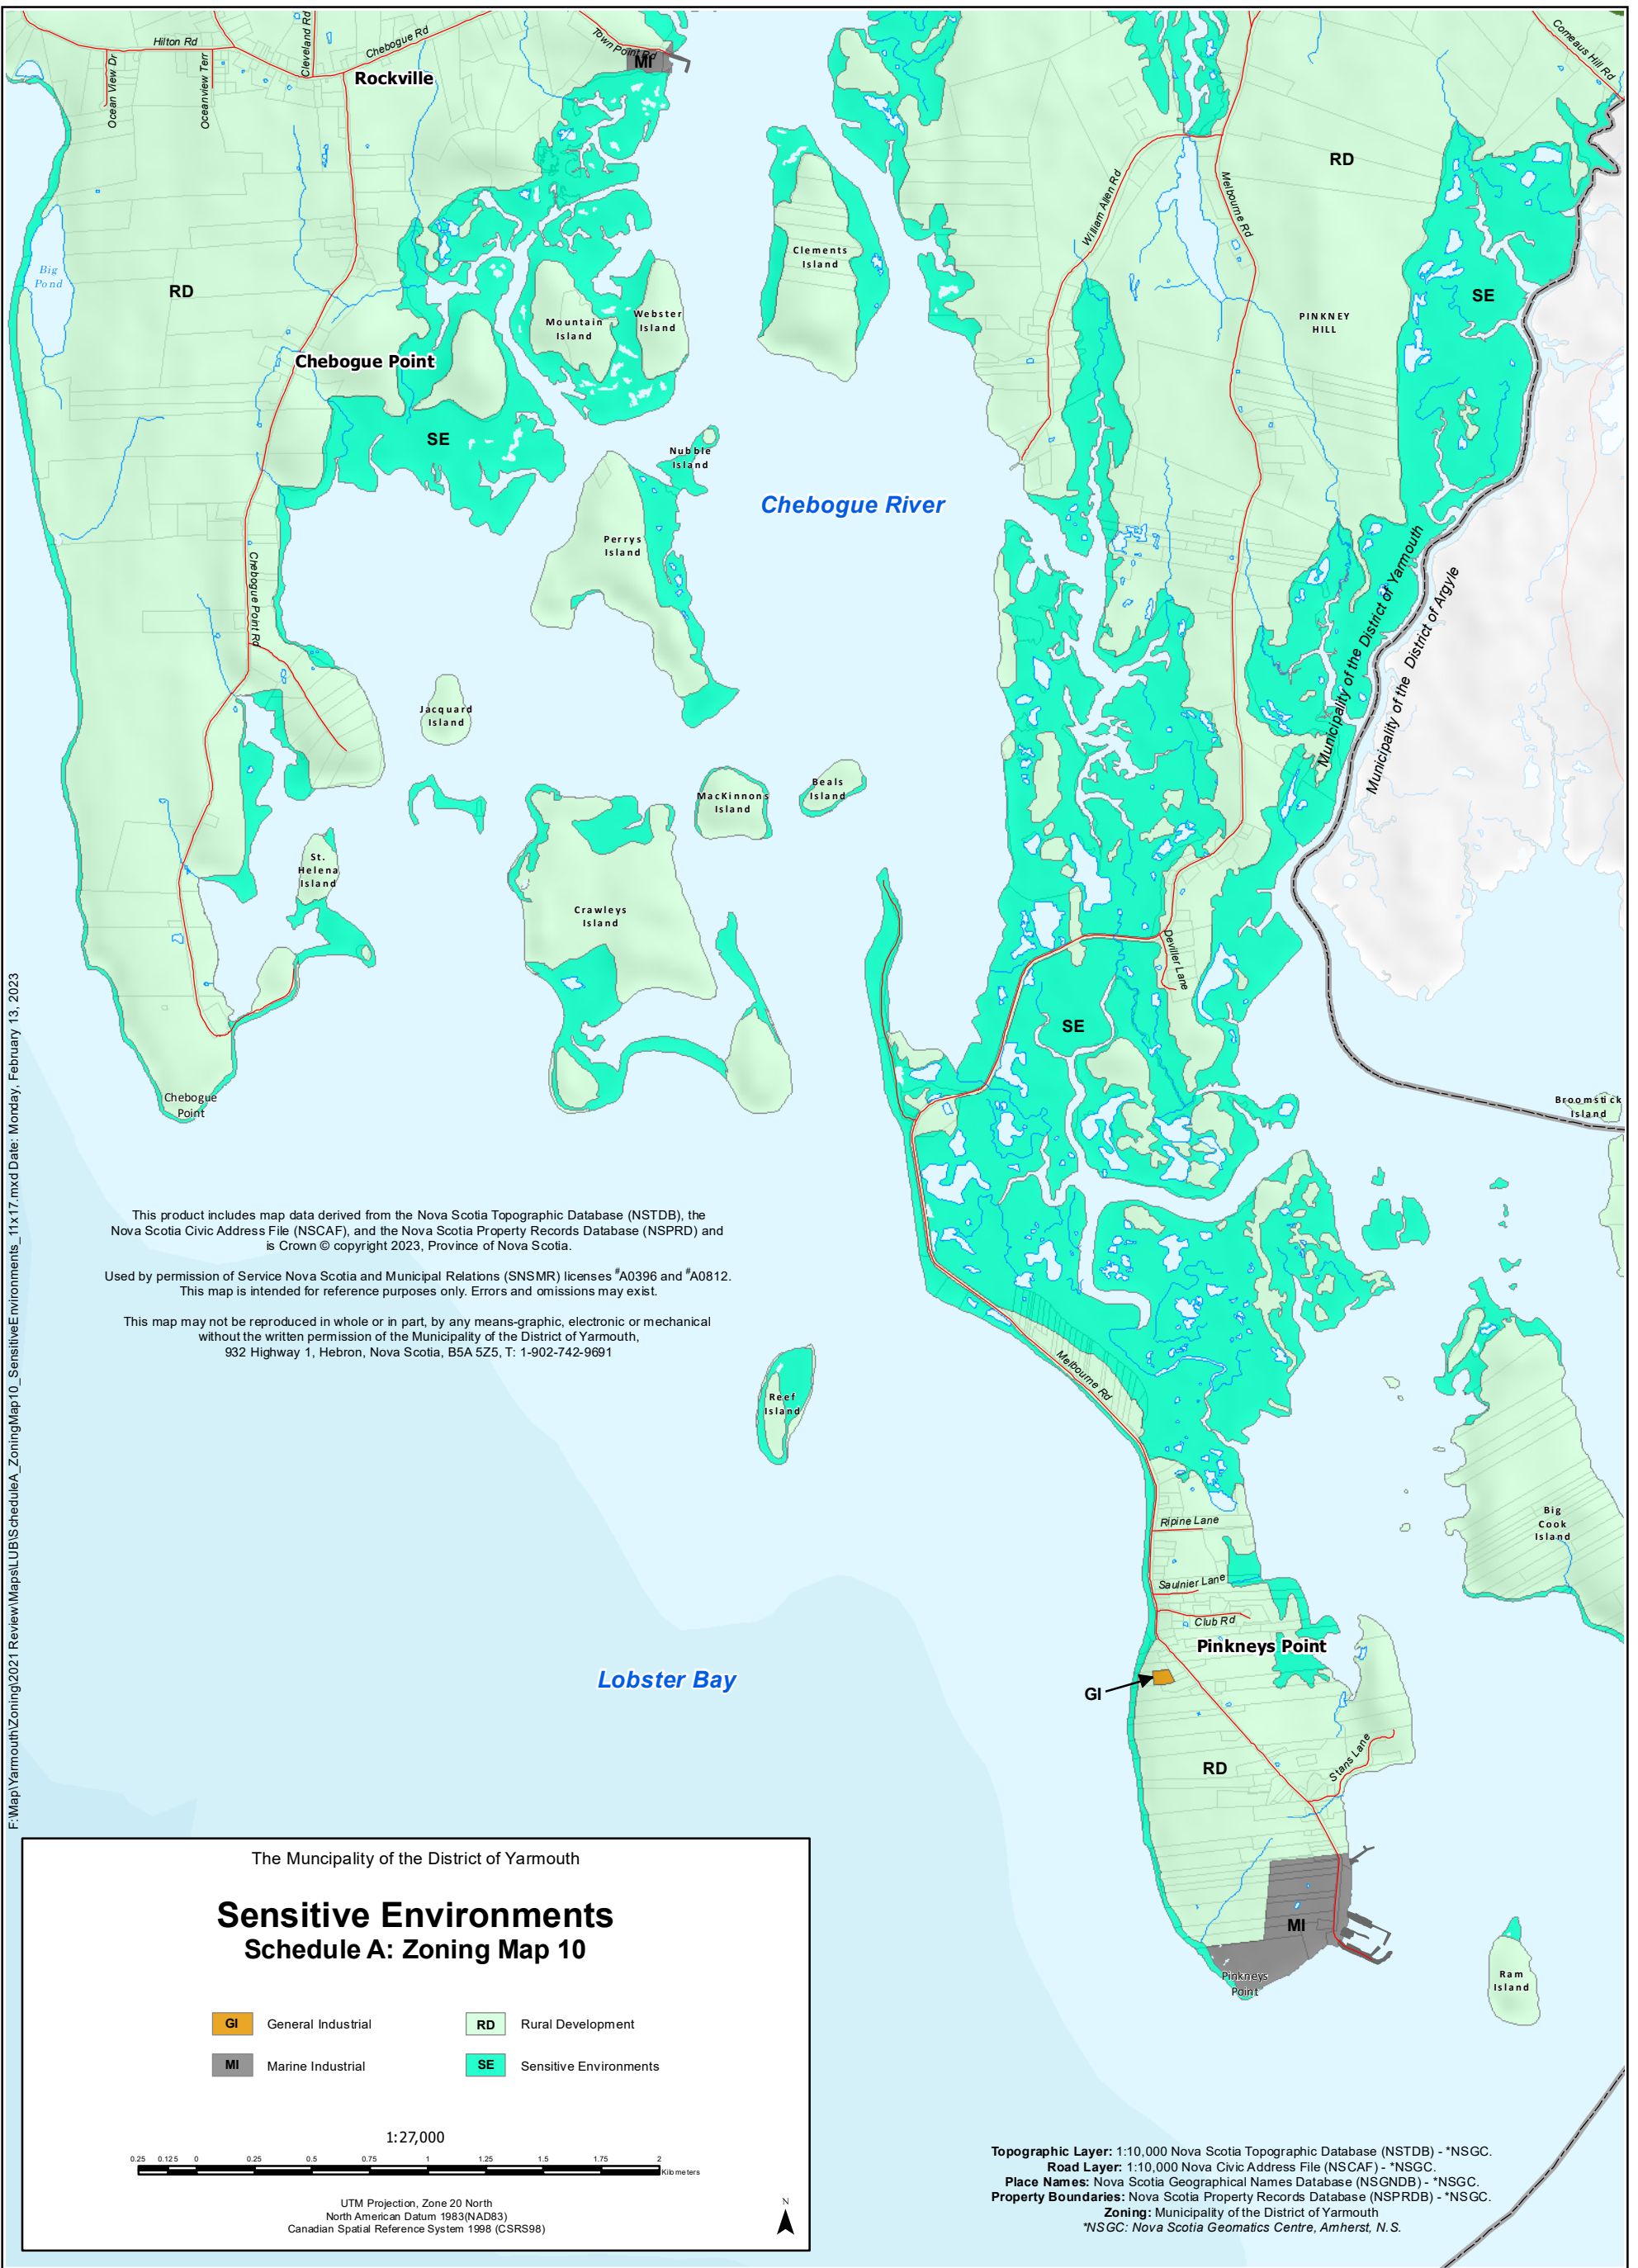 Hilton Rd
Cleveland Rd
Chebogue Rd
Town Point Rd
MI
Comeaus Hill Rd
Ocean View Dr
Oceanview Terr
Rockville
RD
William Allen Rd
Melbourne Rd
Clements
Island
Big
Pond
RD
SE
Mountain
Island
Webster
Island
PINKNEY
HILL
Chebogue Point
SE
Nubble
Island
Chebogue River
Perrys
Island
Chebogue Point Rd
Municipality of the District of Yarmouth
Municipality of the District of Argyle
Jacquard
Island
MacKinnons
Island
Beals
Island
St.
Helena
Island
Crawleys
Island
Deviller Lane
SE
Chebogue
Point
Broomstick
Island
This product includes map data derived from the Nova Scotia Topographic Database (NSTDB), the
Nova Scotia Civic Address File (NSCAF), and the Nova Scotia Property Records Database (NSPRD) and
is Crown © copyright 2023, Province of Nova Scotia.
Used by permission of Service Nova Scotia and Municipal Relations (SNSMR) licenses #A0396 and #A0812.
This map is intended for reference purposes only. Errors and omissions may exist.
This map may not be reproduced in whole or in part, by any means-graphic, electronic or mechanical
without the written permission of the Municipality of the District of Yarmouth,
932 Highway 1, Hebron, Nova Scotia, B5A 5Z5, T: 1-902-742-9691
Melbourne Rd
Reef
Island
Big
Cook
Island
Ripine Lane
Saulnier Lane
Club Rd
Pinkneys Point
Lobster Bay
GI
RD
Stans Lane
MI
Pinkneys
Point
Ram
Island
F:\Map\Yarmouth\Zoning\2021 Review\Maps\LUB\ScheduleA_ZoningMap10_SensitiveEnvironments_11x17.mxd Date: Monday, February 13, 2023
The Muncipality of the District of Yarmouth
Sensitive Environments
Schedule A: Zoning Map 10
GI General Industrial
RD Rural Development
MI Marine Industrial
SE Sensitive Environments
1:27,000
0.25 0.125 0 0.25 0.5 0.75 1 1.25 1.5 1.75 2
Kilometers
UTM Projection, Zone 20 North
North American Datum 1983(NAD83)
Canadian Spatial Reference System 1998 (CSRS98)
N
Topographic Layer: 1:10,000 Nova Scotia Topographic Database (NSTDB) - *NSGC.
Road Layer: 1:10,000 Nova Civic Address File (NSCAF) - *NSGC.
Place Names: Nova Scotia Geographical Names Database (NSGNDB) - *NSGC.
Property Boundaries: Nova Scotia Property Records Database (NSPRDB) - *NSGC.
Zoning: Municipality of the District of Yarmouth
*NSGC: Nova Scotia Geomatics Centre, Amherst, N.S.